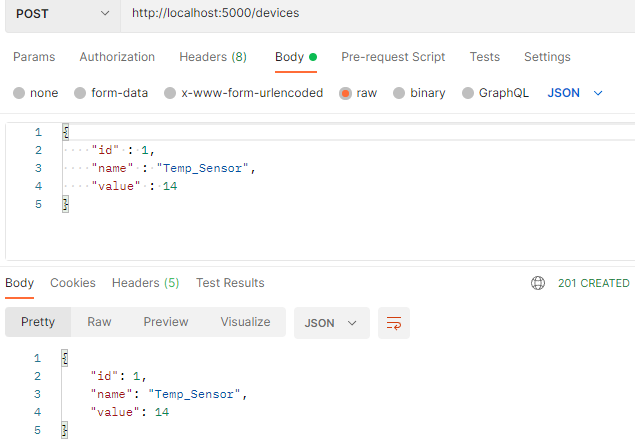 POST http://localhost:5000/devices
Params Authorization Headers (8) Body Pre-request Script Tests Settings
none form-data x-www-form-urlencoded raw binary GraphQL JSON
1 {
2 "id" : 1,
3 "name" : "Temp_Sensor",
4 "value" : 14
5 }
Body Cookies Headers (5) Test Results 201 CREATED
Pretty Raw Preview Visualize JSON
1 {
2 "id": 1,
3 "name": "Temp_Sensor",
4 "value": 14
5 }